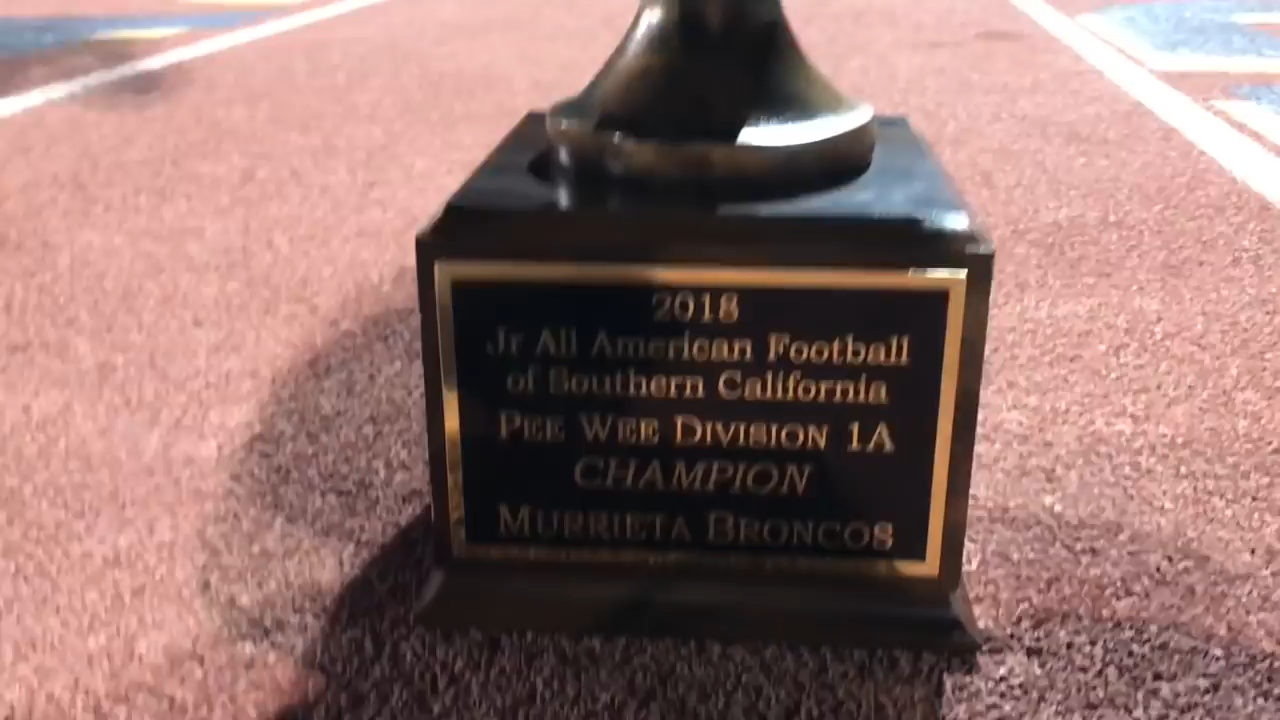 2018
Jr All American Football
of Southern California
PEE WEE DIVISION 1A
CHAMPION
MURRIETA BRONCOS